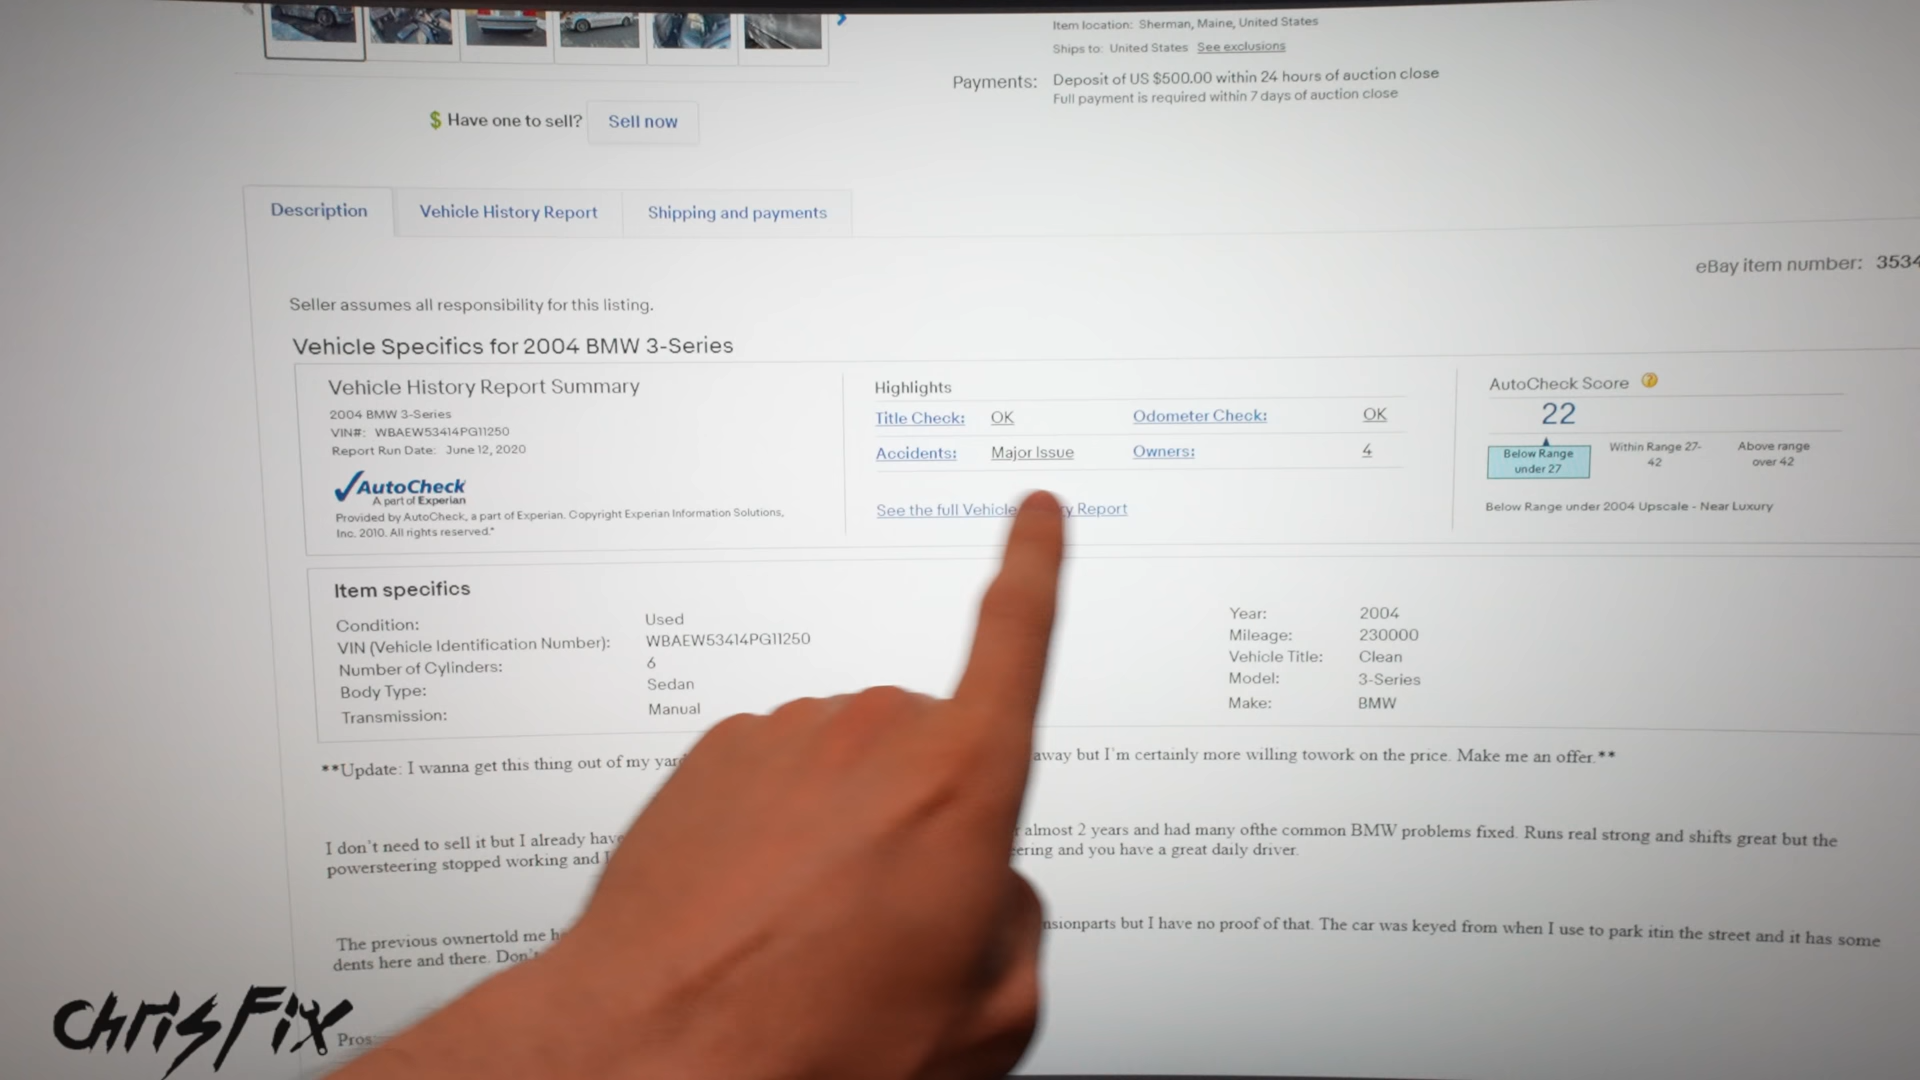 Item location: Sherman, Maine, United States
Ships to: United States See exclusions
Payments: Deposit of US $500.00 within 24 hours of auction close
Full payment is required within 7 days of auction close
$ Have one to sell? Sell now
Description Vehicle History Report Shipping and payments
eBay item number: 3534
Seller assumes all responsibility for this listing.
Vehicle Specifics for 2004 BMW 3-Series
Vehicle History Report Summary
2004 BMW 3-Series
VIN#: WBAEW53414PG11250
Report Run Date: June 12, 2020
AutoCheck
A part of Experian
Provided by AutoCheck, a part of Experian. Copyright Experian Information Solutions,
Inc. 2010. All rights reserved.*
Highlights
Title Check: OK Odometer Check: OK
Accidents: Major Issue Owners: 4
See the full Vehicle Report
AutoCheck Score
22
Below Range under 27
Within Range 27-42
Above range over 42
Below Range under 2004 Upscale - Near Luxury
Item specifics
Condition: Used
VIN (Vehicle Identification Number): WBAEW53414PG11250
Number of Cylinders: 6
Body Type: Sedan
Transmission: Manual
Year: 2004
Mileage: 230000
Vehicle Title: Clean
Model: 3-Series
Make: BMW
**Update: I wanna get this thing out of my away but I'm certainly more willing towork on the price. Make me an offer.**
I don't need to sell it but I already almost 2 years and had many ofthe common BMW problems fixed. Runs real strong and shifts great but the
powersteering stopped working and and you have a great daily driver.
The previous ownertold me but I have no proof of that. The car was keyed from when I use to park itin the street and it has some
dents here and there.
Pros:
chrisfix